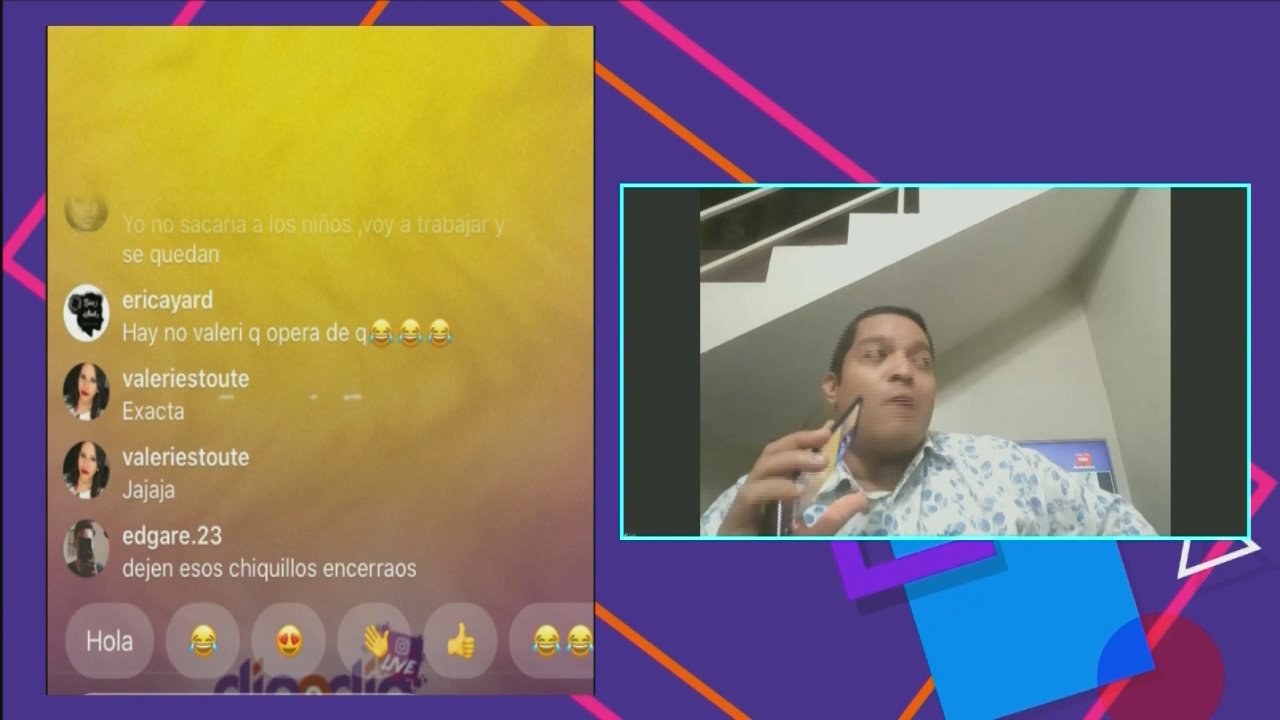 Yo no sacaria a los niños ,voy a trabajar y
se quedan
ericayard
Hay no valeri q opera de q😂😂😂
valeriestoute
Exacta
valeriestoute
Jajaja
edgare.23
dejen esos chiquillos encerraos
Hola
LIVE